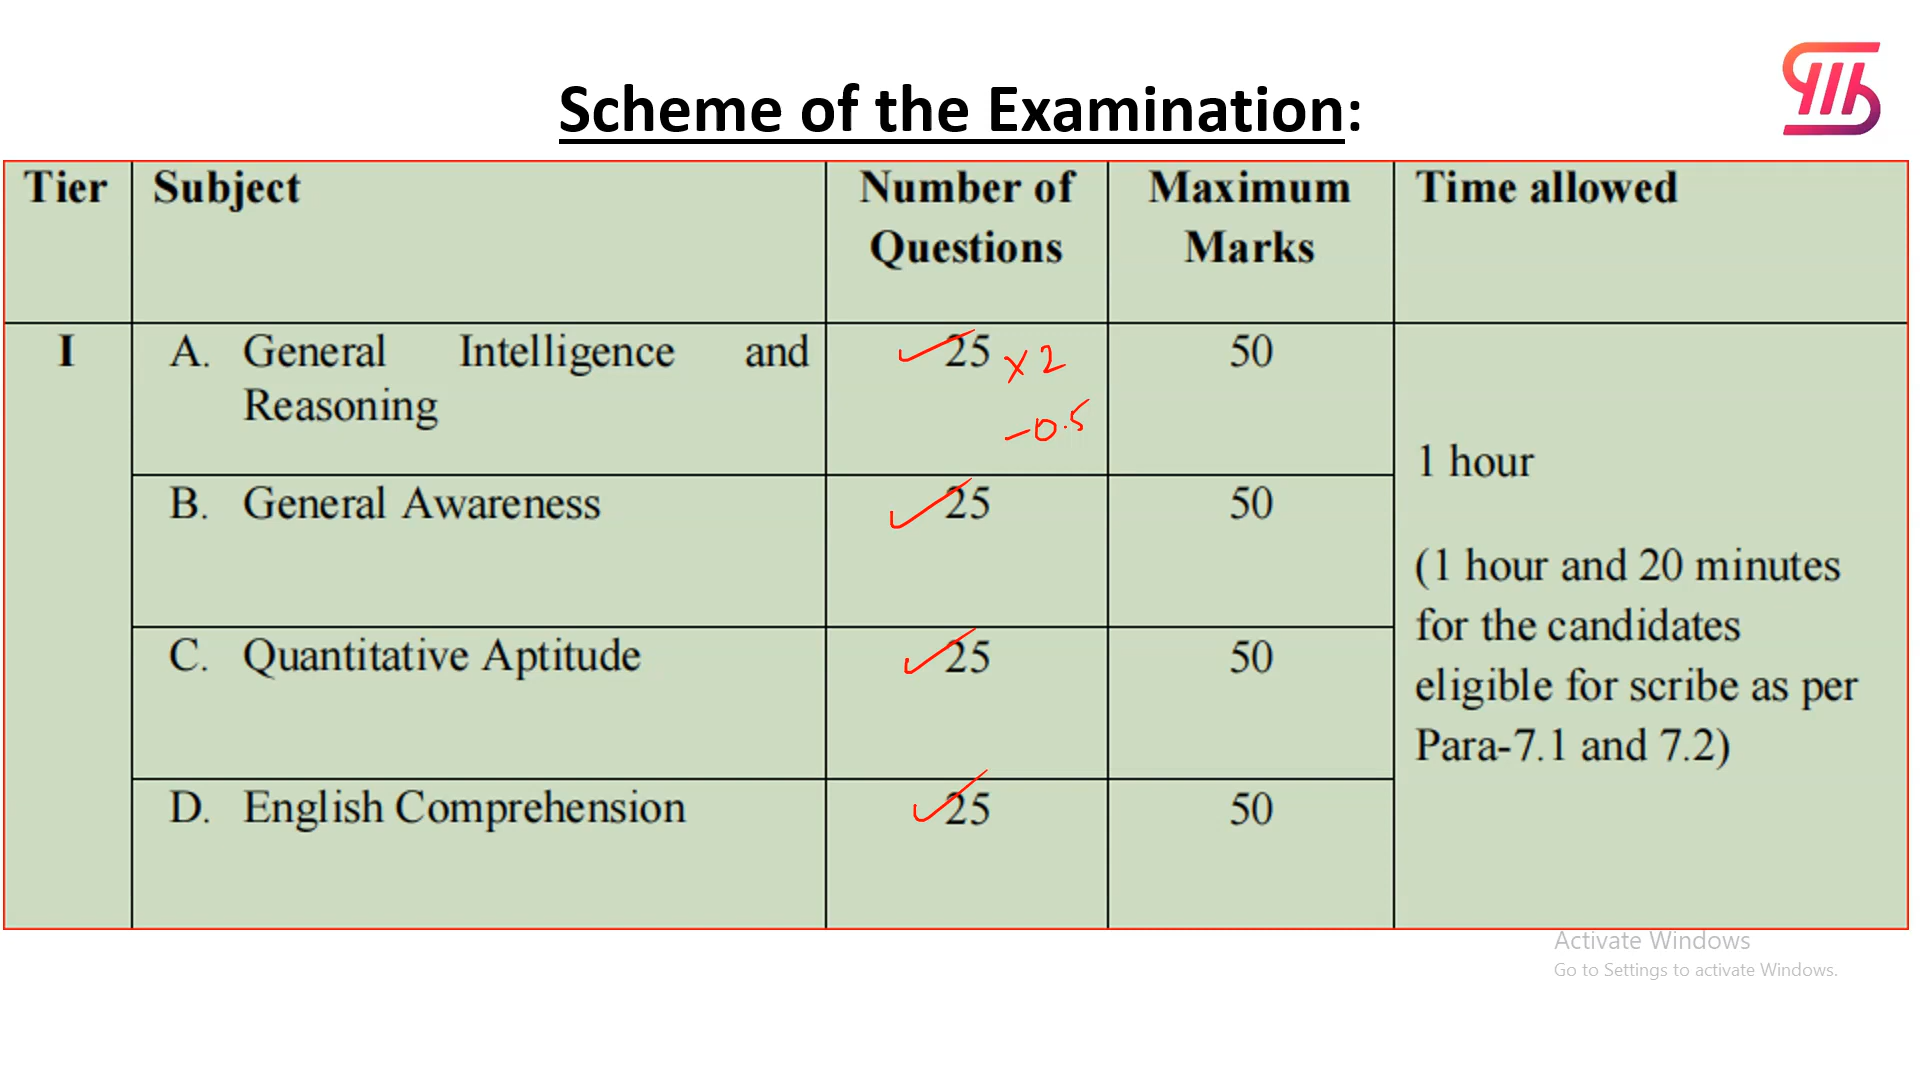 Scheme of the Examination:
Tier Subject Number of Questions Maximum Marks Time allowed
I A. General Intelligence and Reasoning 25 50
x 2
-0.5
B. General Awareness 25 50
C. Quantitative Aptitude 25 50
D. English Comprehension 25 50
1 hour
(1 hour and 20 minutes
for the candidates
eligible for scribe as per
Para-7.1 and 7.2)
Activate Windows
Go to Settings to activate Windows.